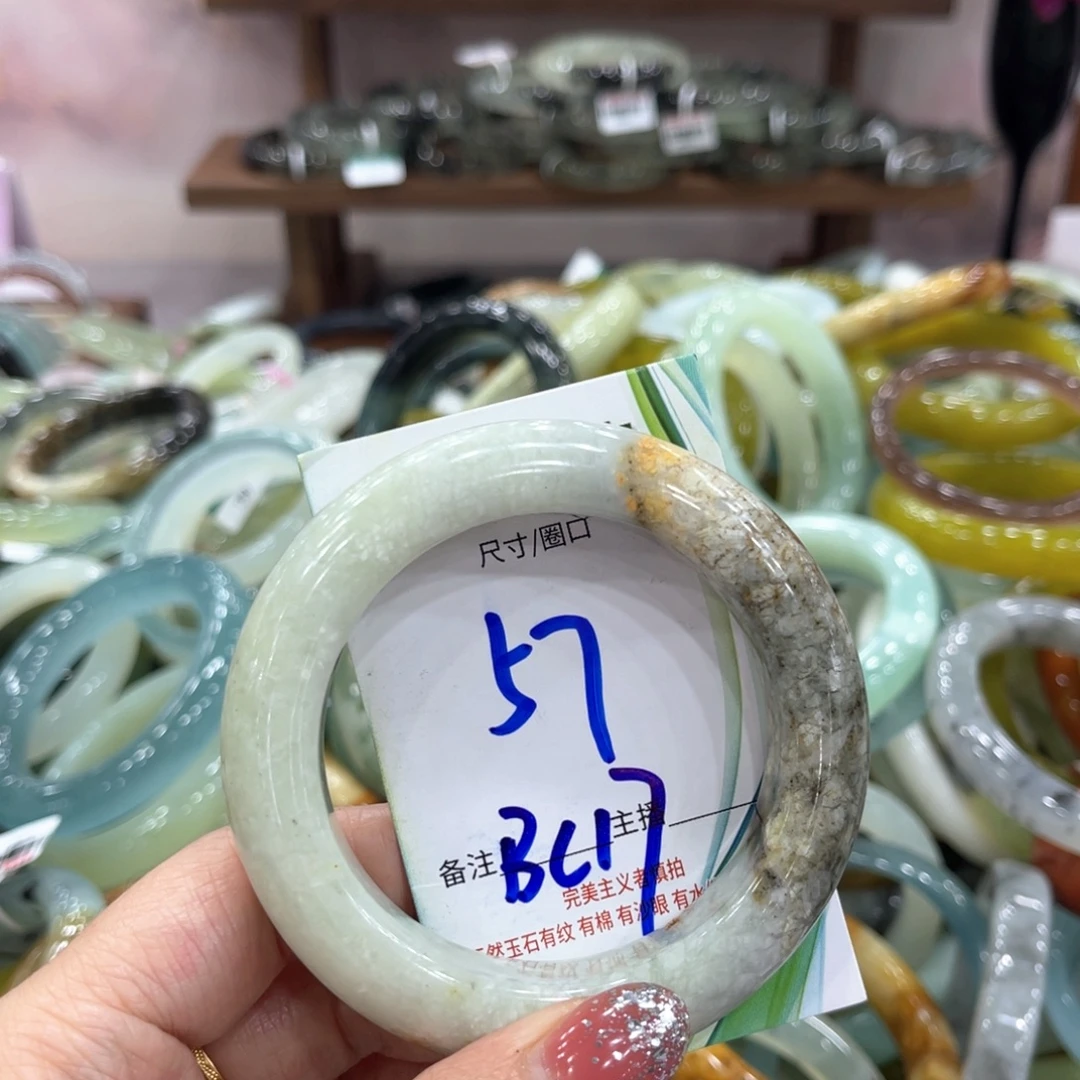 尺寸/圈口
57
主播
备注 BC17
完美主义者慎拍
天然玉石有纹 有棉 有沙眼 有水